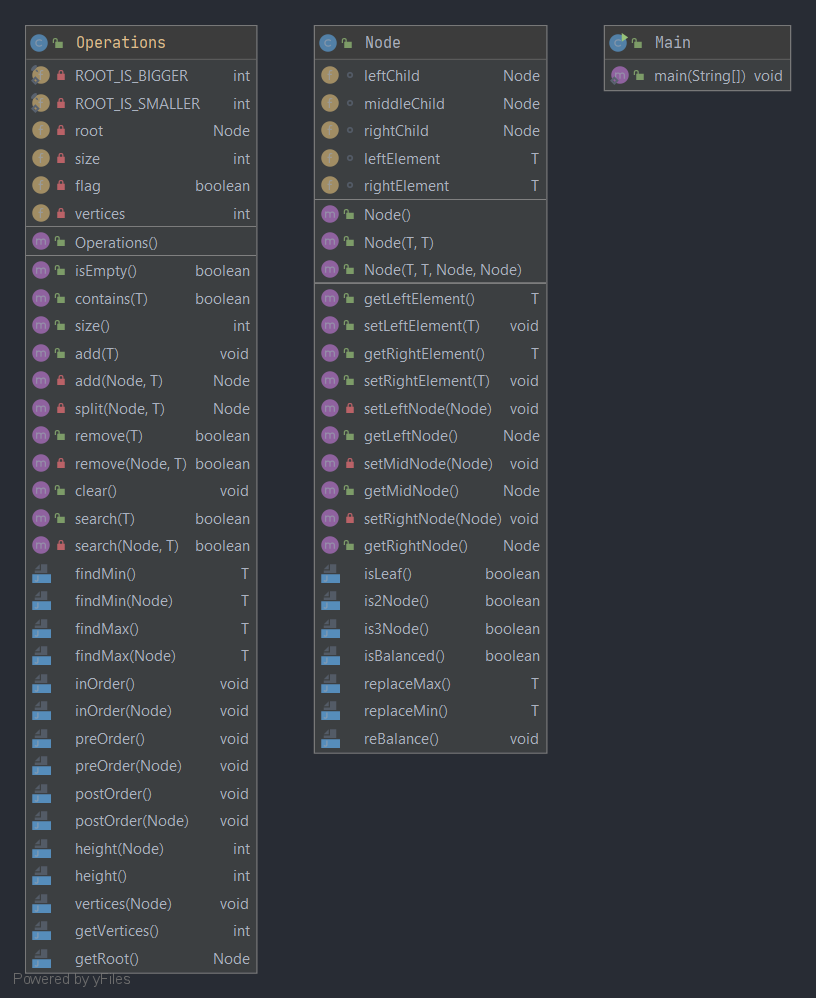 Operations
ROOT_IS_BIGGER int
ROOT_IS_SMALLER int
root Node
size int
flag boolean
vertices int
Operations()
isEmpty() boolean
contains(T) boolean
size() int
add(T) void
add(Node, T) Node
split(Node, T) Node
remove(T) boolean
remove(Node, T) boolean
clear() void
search(T) boolean
search(Node, T) boolean
findMin() T
findMin(Node) T
findMax() T
findMax(Node) T
inOrder() void
inOrder(Node) void
preOrder() void
preOrder(Node) void
postOrder() void
postOrder(Node) void
height(Node) int
height() int
vertices(Node) void
getVertices() int
getRoot() Node
Node
leftChild Node
middleChild Node
rightChild Node
leftElement T
rightElement T
Node()
Node(T, T)
Node(T, T, Node, Node)
getLeftElement() T
setLeftElement(T) void
getRightElement() T
setRightElement(T) void
setLeftNode(Node) void
getLeftNode() Node
setMidNode(Node) void
getMidNode() Node
setRightNode(Node) void
getRightNode() Node
isLeaf() boolean
is2Node() boolean
is3Node() boolean
isBalanced() boolean
replaceMax() T
replaceMin() T
reBalance() void
Main
main(String[]) void
Powered by yFiles